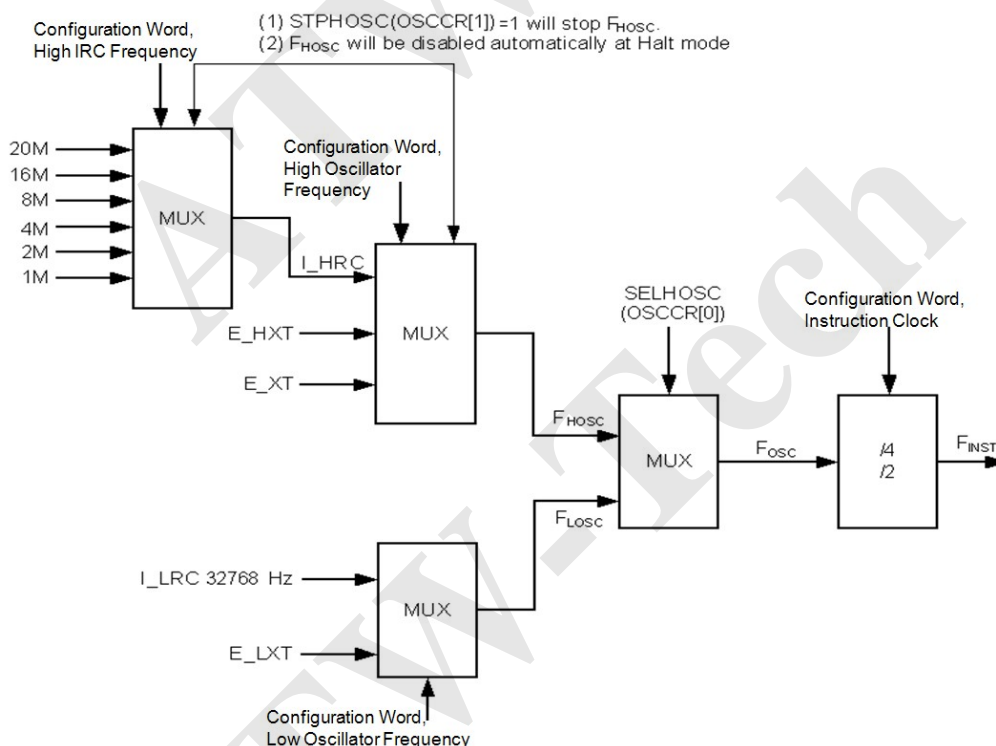 (1) STPHOSC(OSCCR[1])=1 will stop FHOSC.
(2) FHOSC will be disabled automatically at Halt mode
Configuration Word,
High IRC Frequency
20M
16M
8M
4M
2M
1M
MUX
Configuration Word,
High Oscillator
Frequency
I_HRC
E_HXT
E_XT
MUX
SELHOSC
(OSCCR[0])
Configuration Word,
Instruction Clock
FHOSC
MUX
FOSC
/4
/2
FINST
FLOSC
I_LRC 32768 Hz
E_LXT
MUX
Configuration Word,
Low Oscillator Frequency
ATW-Tech